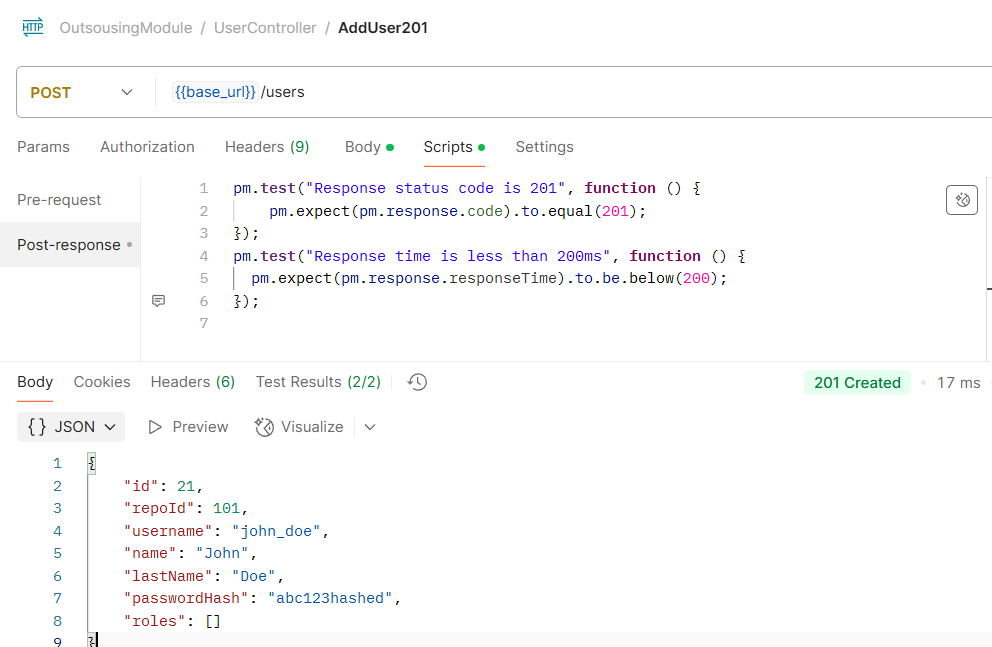 HTTP OutsousingModule / UserController / AddUser201
POST {{base_url}} /users
Params Authorization Headers (9) Body Scripts Settings
Pre-request
Post-response
1 pm.test("Response status code is 201", function () {
2 pm.expect(pm.response.code).to.equal(201);
3 });
4 pm.test("Response time is less than 200ms", function () {
5 pm.expect(pm.response.responseTime).to.be.below(200);
6 });
7
Body Cookies Headers (6) Test Results (2/2) 201 Created • 17 ms
{} JSON Preview Visualize
1 {
2 "id": 21,
3 "repoId": 101,
4 "username": "john_doe",
5 "name": "John",
6 "lastName": "Doe",
7 "passwordHash": "abc123hashed",
8 "roles": []
9 }